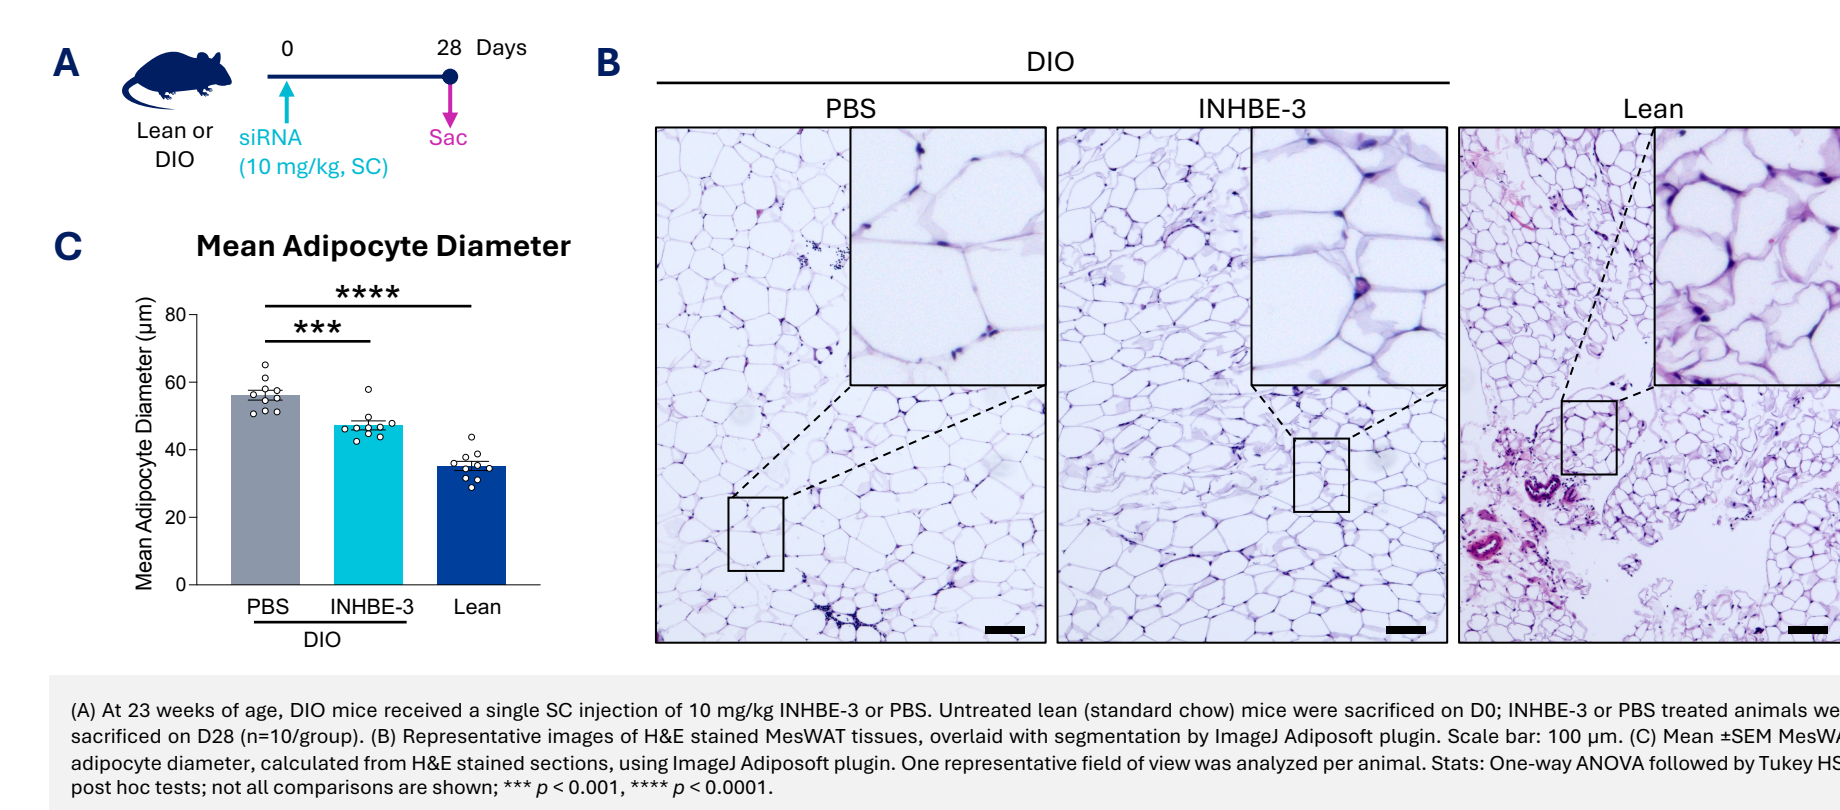 A
0
28 Days
Lean or
DIO
siRNA
(10 mg/kg, SC)
Sac
B
DIO
PBS
INHBE-3
Lean
C
Mean Adipocyte Diameter
****
***
Mean Adipocyte Diameter (µm)
80
60
40
20
0
PBS
INHBE-3
Lean
DIO
(A) At 23 weeks of age, DIO mice received a single SC injection of 10 mg/kg INHBE-3 or PBS. Untreated lean (standard chow) mice were sacrificed on D0; INHBE-3 or PBS treated animals we
sacrificed on D28 (n=10/group). (B) Representative images of H&E stained MesWAT tissues, overlaid with segmentation by ImageJ Adiposoft plugin. Scale bar: 100 µm. (C) Mean ±SEM MesWA
adipocyte diameter, calculated from H&E stained sections, using ImageJ Adiposoft plugin. One representative field of view was analyzed per animal. Stats: One-way ANOVA followed by Tukey HS
post hoc tests; not all comparisons are shown; *** p < 0.001, **** p < 0.0001.